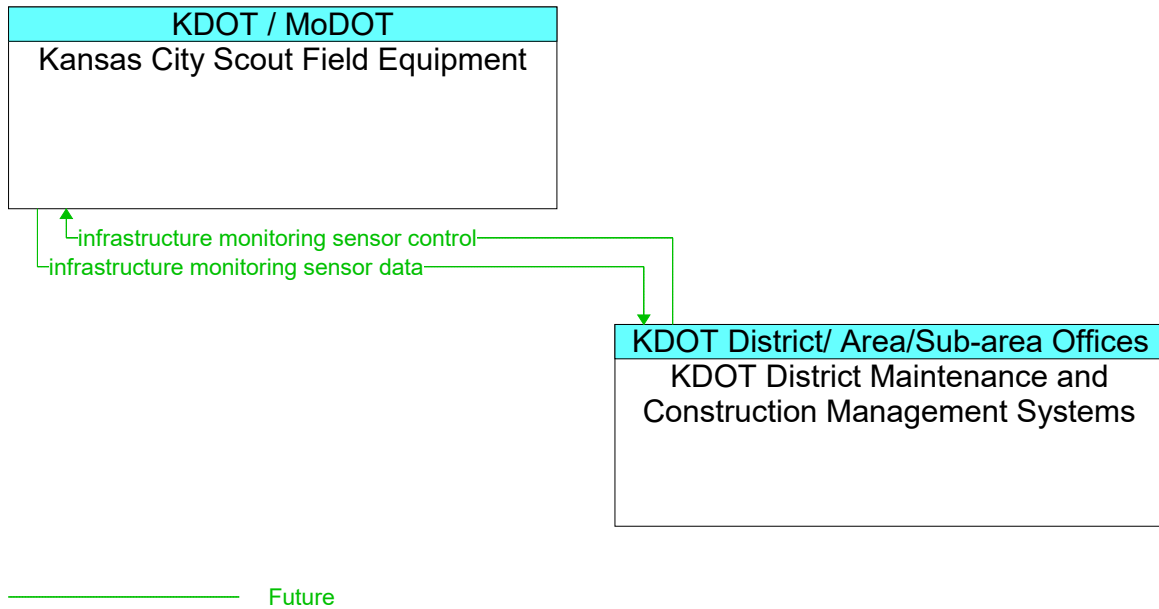 KDOT / MoDOT
Kansas City Scout Field Equipment
infrastructure monitoring sensor control
infrastructure monitoring sensor data
KDOT District/ Area/Sub-area Offices
KDOT District Maintenance and
Construction Management Systems
Future